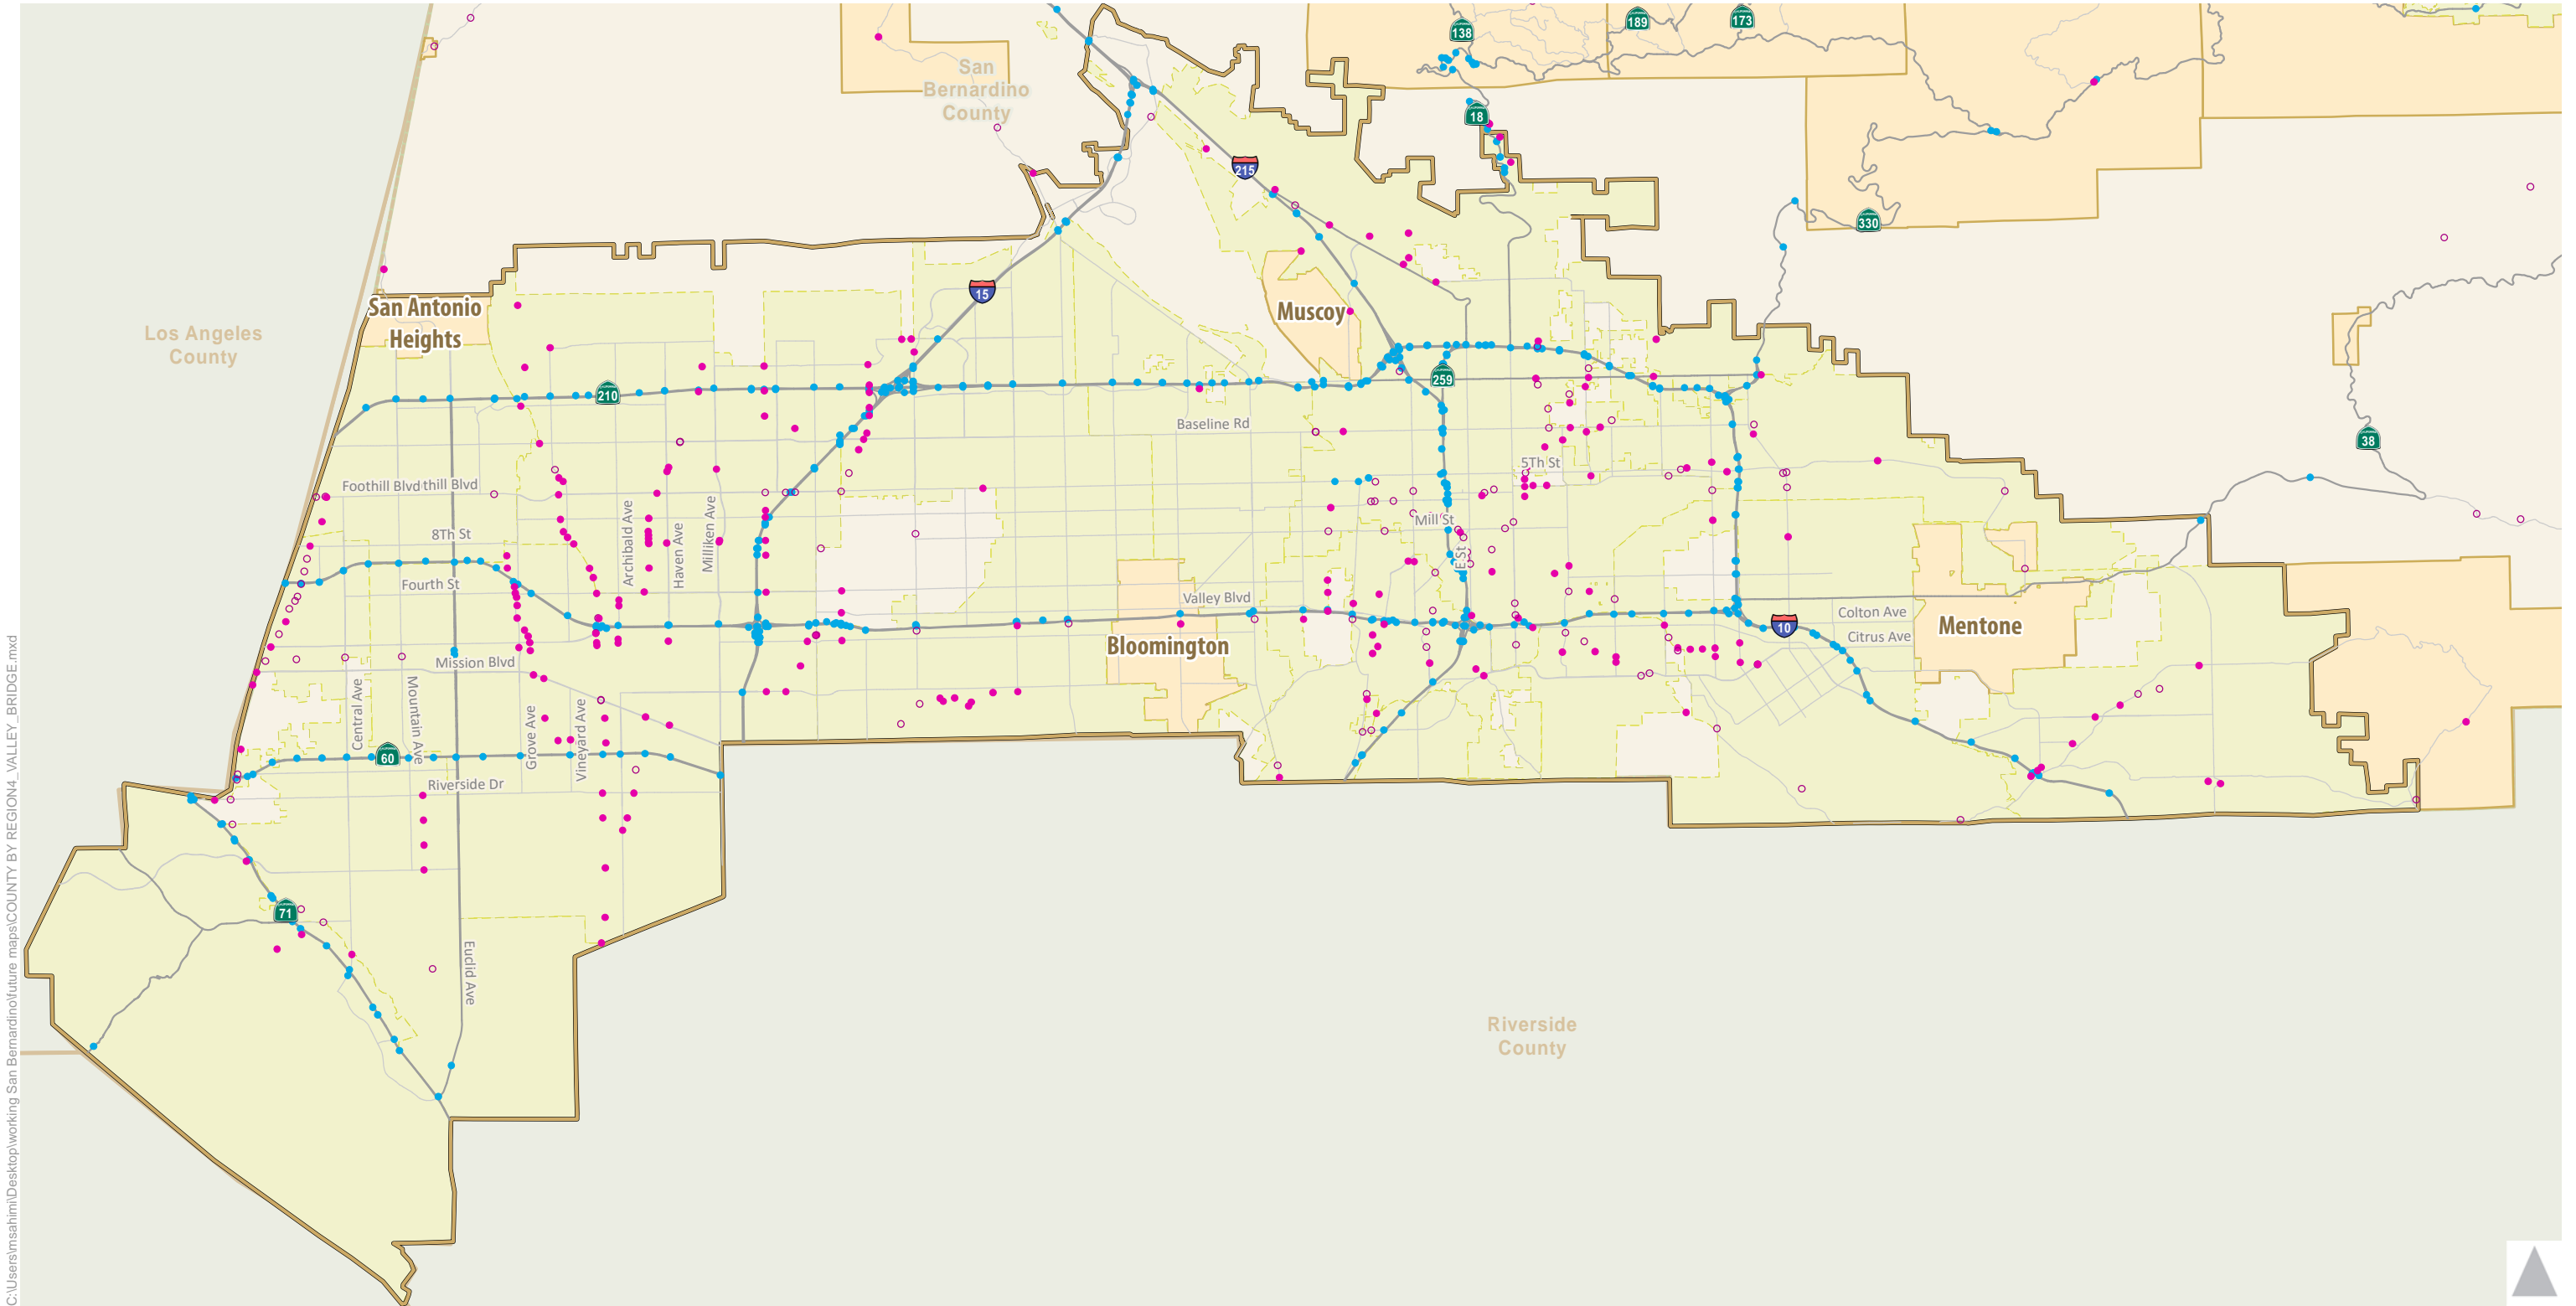 138
189
173
San
Bernardino
County
18
215
330
San Antonio
Heights
15
Muscoy
Los Angeles
County
210
259
Baseline Rd
38
5Th St
Foothill Blvd
thill Blvd
Archibald Ave
Haven Ave
Milliken Ave
8Th St
Mill St
E St
Fourth St
Valley Blvd
Colton Ave
10
Mentone
Citrus Ave
Bloomington
Mission Blvd
Central Ave
Mountain Ave
Grove Ave
Vineyard Ave
60
Riverside Dr
71
Euclid Ave
Riverside
County
C:\Users\msahimi\Desktop\working San Bernardino\future maps\COUNTY BY REGION4_VALLEY_BRIDGE.mxd